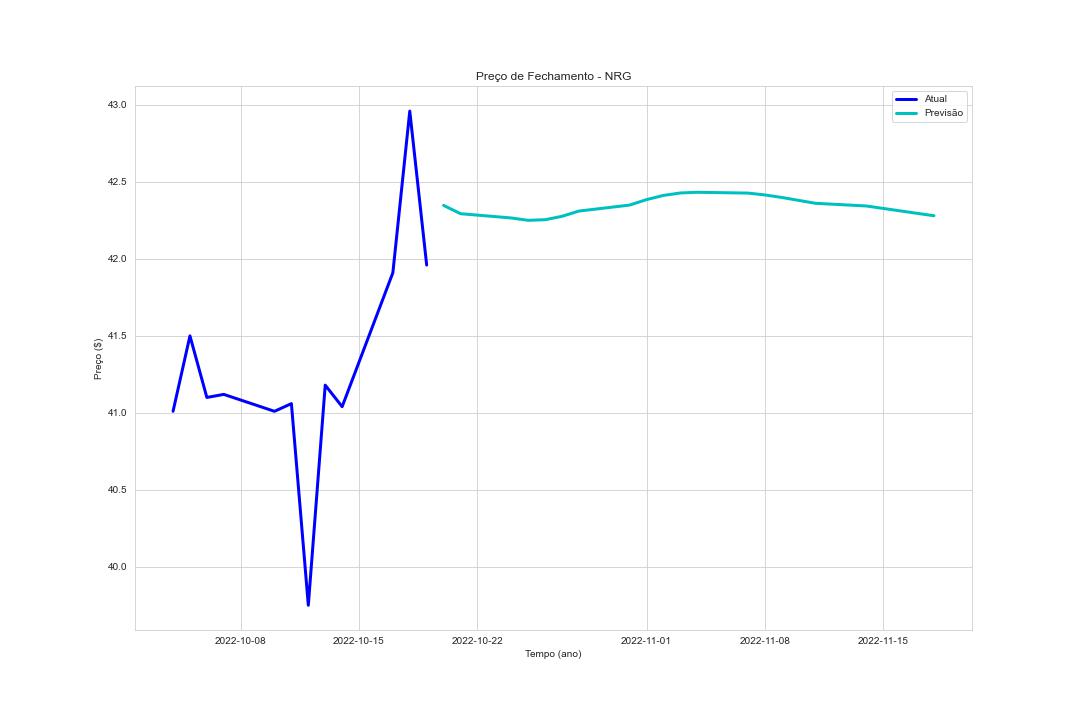 Preço de Fechamento - NRG
Atual
Previsão
43.0
42.5
42.0
41.5
41.0
40.5
40.0
Preço ($)
2022-10-08
2022-10-15
2022-10-22
2022-11-01
2022-11-08
2022-11-15
Tempo (ano)